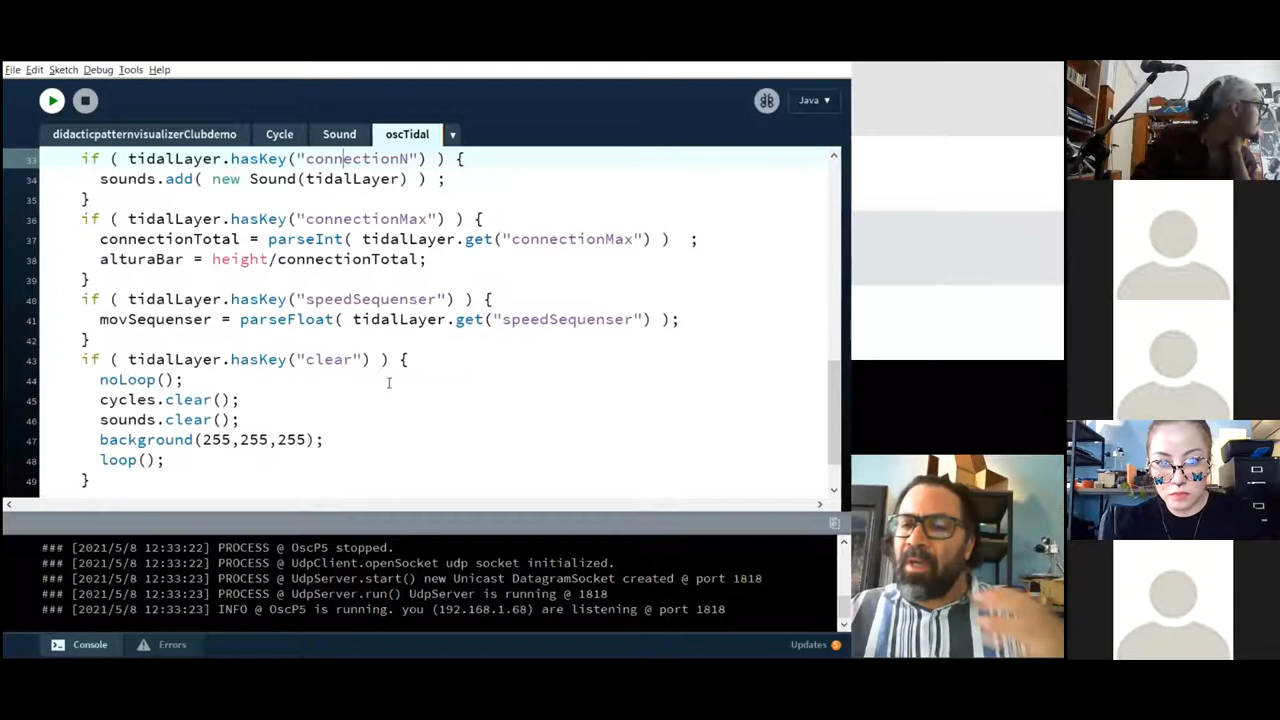 File Edit Sketch Debug Tools Help
Java ▾
didacticpatternvisualizerClubdemo Cycle Sound oscTidal ▾
33 if ( tidalLayer.hasKey("connectionN") ) {
34 sounds.add( new Sound(tidalLayer) ) ;
35 }
36 if ( tidalLayer.hasKey("connectionMax") ) {
37 connectionTotal = parseInt( tidalLayer.get("connectionMax") ) ;
38 alturaBar = height/connectionTotal;
39 }
40 if ( tidalLayer.hasKey("speedSequenser") ) {
41 movSequenser = parseFloat( tidalLayer.get("speedSequenser") );
42 }
43 if ( tidalLayer.hasKey("clear") ) {
44 noLoop();
45 cycles.clear();
46 sounds.clear();
47 background(255,255,255);
48 loop();
49 }
### [2021/5/8 12:33:22] PROCESS @ OscP5 stopped.
### [2021/5/8 12:33:22] PROCESS @ UdpClient.openSocket udp socket initialized.
### [2021/5/8 12:33:23] PROCESS @ UdpServer.start() new Unicast DatagramSocket created @ port 1818
### [2021/5/8 12:33:23] PROCESS @ UdpServer.run() UdpServer is running @ 1818
### [2021/5/8 12:33:23] INFO @ OscP5 is running. you (192.168.1.68) are listening @ port 1818
Console Errors Updates 5